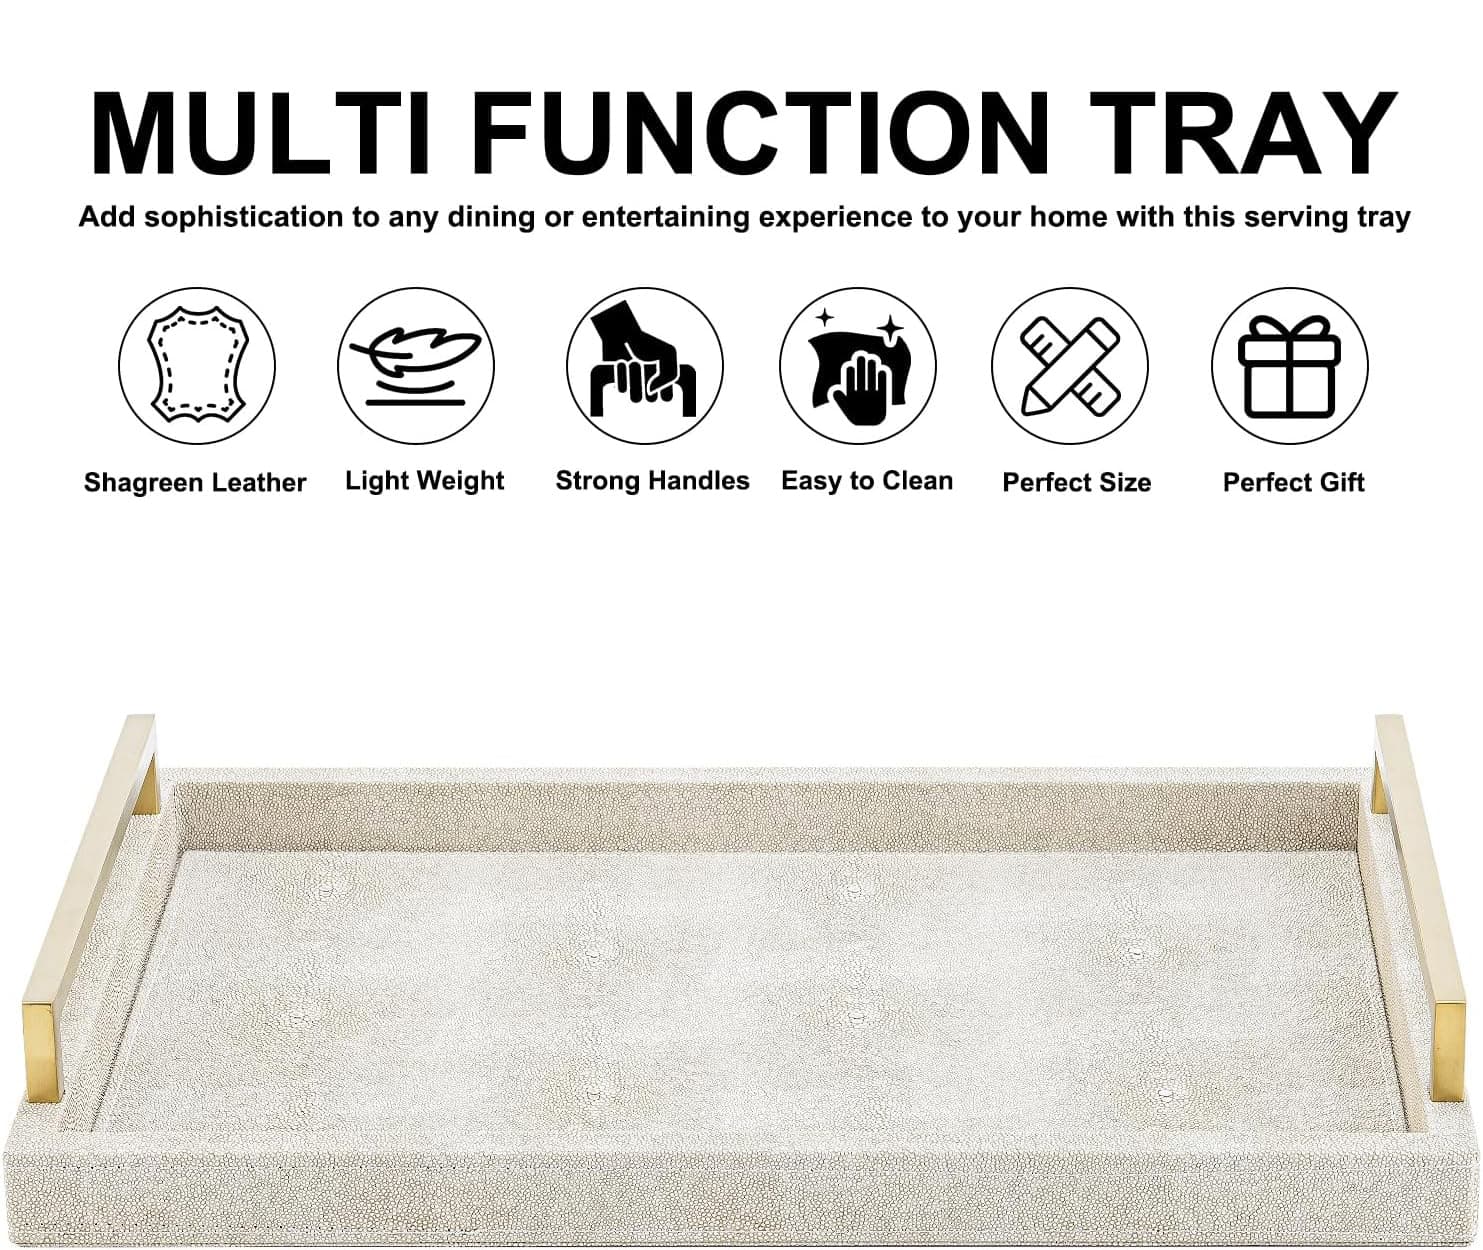 MULTI FUNCTION TRAY
Add sophistication to any dining or entertaining experience to your home with this serving tray
Shagreen Leather
Light Weight
Strong Handles
Easy to Clean
Perfect Size
Perfect Gift